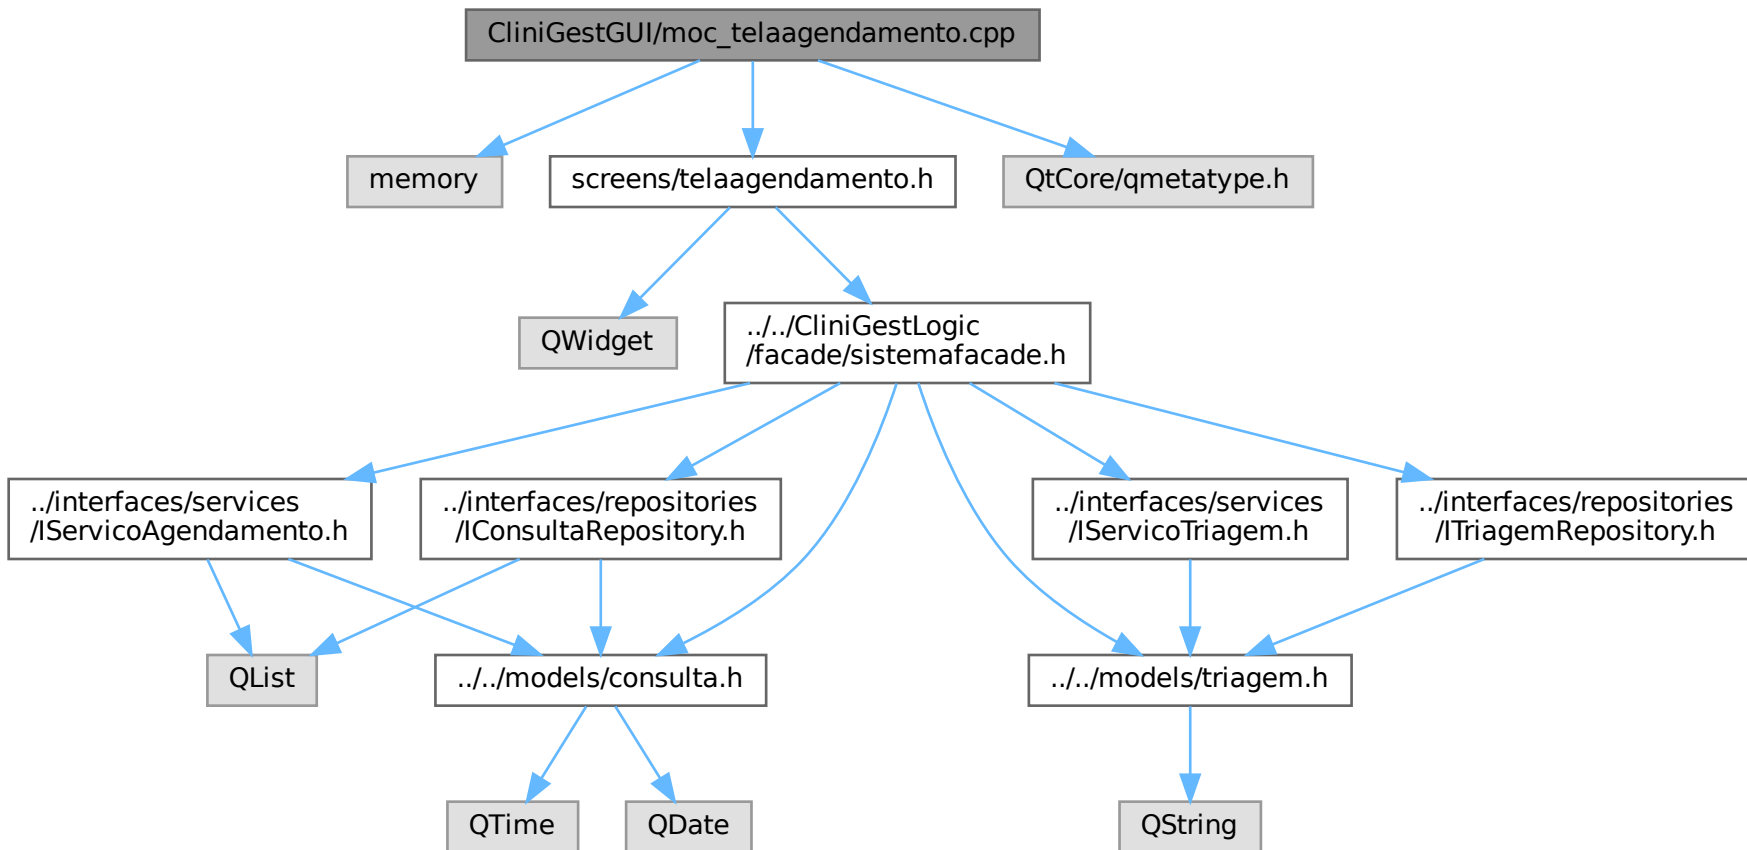 CliniGestGUI/moc_telaagendamento.cpp
memory
screens/telaagendamento.h
QtCore/qmetatype.h
QWidget
../../CliniGestLogic
/facade/sistemafacade.h
../interfaces/services
/IServicoAgendamento.h
../interfaces/repositories
/IConsultaRepository.h
../interfaces/services
/IServicoTriagem.h
../interfaces/repositories
/ITriagemRepository.h
QList
../../models/consulta.h
../../models/triagem.h
QTime
QDate
QString